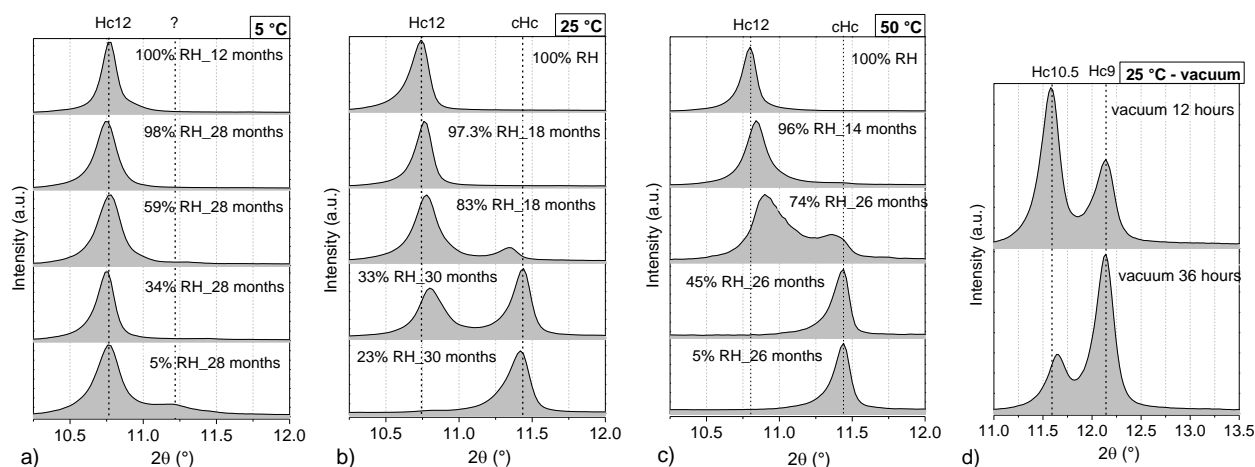 Hc12 ? 5 °C
100% RH_12 months
98% RH_28 months
59% RH_28 months
34% RH_28 months
5% RH_28 months
Intensity (a.u.)
10.5 11.0 11.5 12.0
2θ (°)
a)
Hc12 cHc 25 °C
100% RH
97.3% RH_18 months
83% RH_18 months
33% RH_30 months
23% RH_30 months
Intensity (a.u.)
10.5 11.0 11.5 12.0
2θ (°)
b)
Hc12 cHc 50 °C
100% RH
96% RH_14 months
74% RH_26 months
45% RH_26 months
5% RH_26 months
Intensity (a.u.)
10.5 11.0 11.5 12.0
2θ (°)
c)
Hc10.5 Hc9 25 °C - vacuum
vacuum 12 hours
vacuum 36 hours
Intensity (a.u.)
11.0 11.5 12.0 12.5 13.0 13.5
2θ (°)
d)